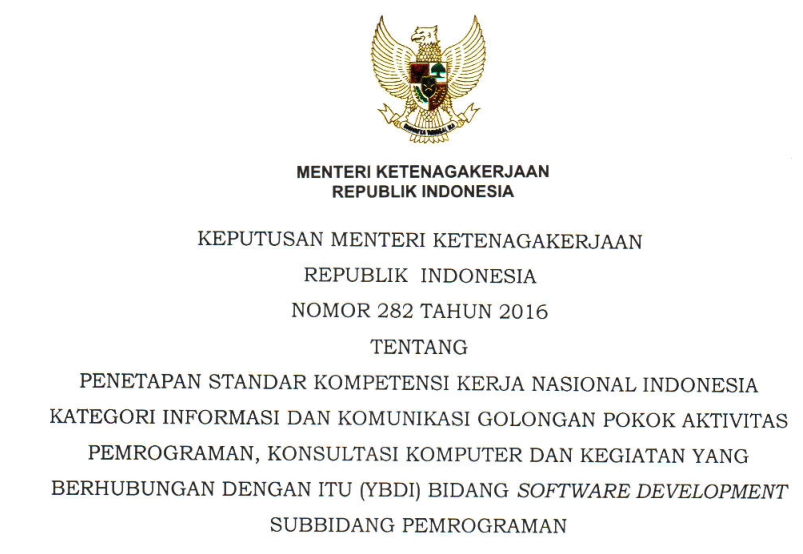 MENTERI KETENAGAKERJAAN
REPUBLIK INDONESIA
KEPUTUSAN MENTERI KETENAGAKERJAAN
REPUBLIK INDONESIA
NOMOR 282 TAHUN 2016
TENTANG
PENETAPAN STANDAR KOMPETENSI KERJA NASIONAL INDONESIA
KATEGORI INFORMASI DAN KOMUNIKASI GOLONGAN POKOK AKTIVITAS
PEMROGRAMAN, KONSULTASI KOMPUTER DAN KEGIATAN YANG
BERHUBUNGAN DENGAN ITU (YBDI) BIDANG SOFTWARE DEVELOPMENT
SUBBIDANG PEMROGRAMAN